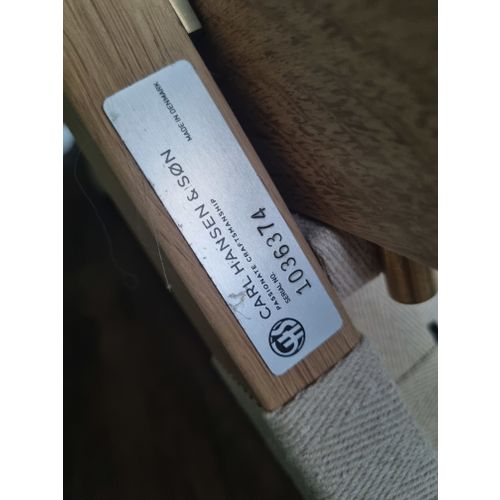 CARL HANSEN & SØN
PASSIONATE CRAFTSMANSHIP
SERIAL NO.
1036374
MADE IN DENMARK